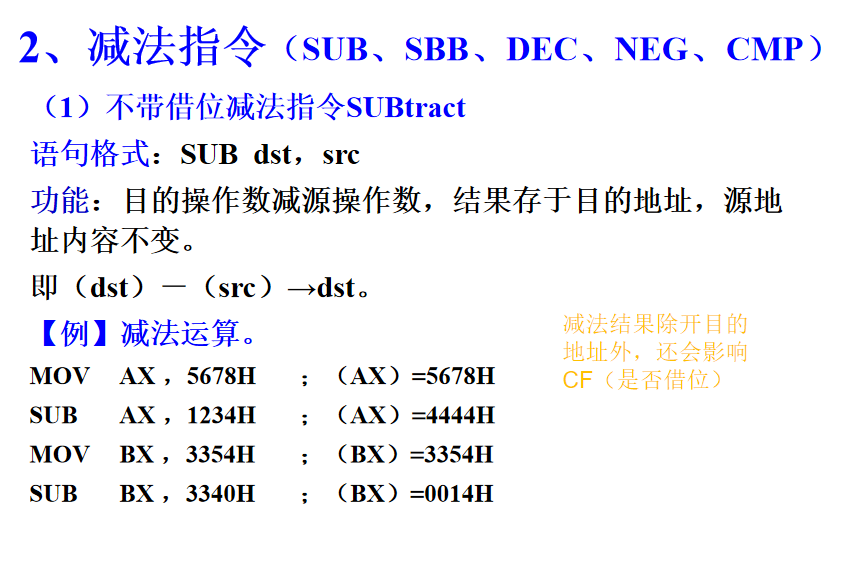 2、减法指令（SUB、SBB、DEC、NEG、CMP）
（1）不带借位减法指令SUBtract
语句格式：SUB dst，src
功能：目的操作数减源操作数，结果存于目的地址，源地
址内容不变。
即（dst）－（src）→dst。
【例】减法运算。
MOV AX，5678H ；（AX）=5678H
SUB AX，1234H ；（AX）=4444H
MOV BX，3354H ；（BX）=3354H
SUB BX，3340H ；（BX）=0014H
减法结果除开目的
地址外，还会影响
CF（是否借位）